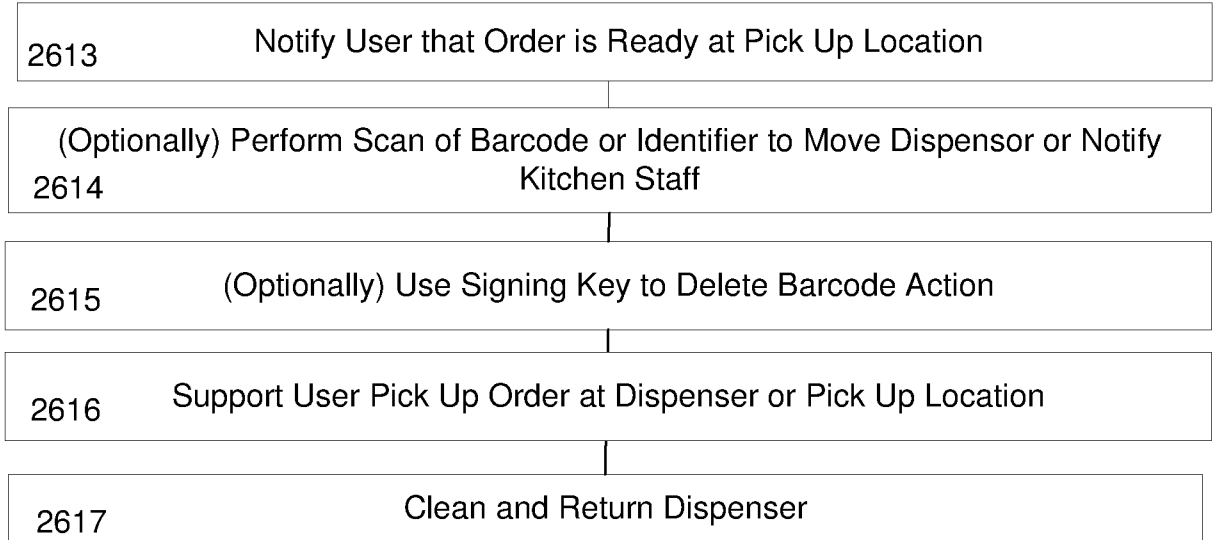 Notify User that Order is Ready at Pick Up Location
2613
(Optionally) Perform Scan of Barcode or Identifier to Move Dispensor or Notify
Kitchen Staff
2614
(Optionally) Use Signing Key to Delete Barcode Action
2615
Support User Pick Up Order at Dispenser or Pick Up Location
2616
Clean and Return Dispenser
2617